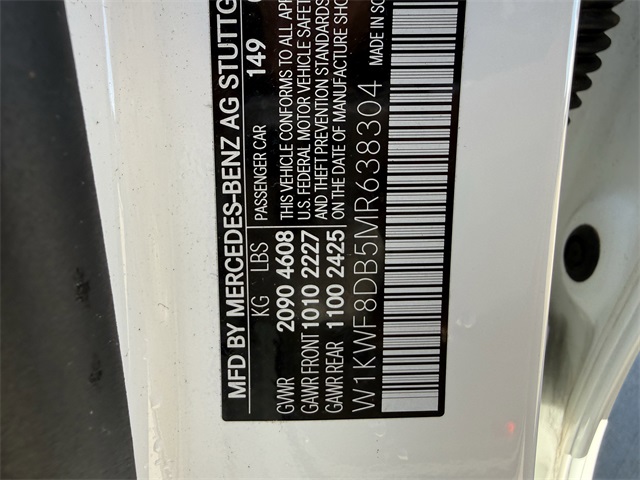 MFD BY MERCEDES-BENZ AG STUTTG
149
KG LBS PASSENGER CAR
GVWR 2090 4608 THIS VEHICLE CONFORMS TO ALL APP
GAWR FRONT 1010 2227 U.S. FEDERAL MOTOR VEHICLE SAFET
GAWR REAR 1100 2425 AND THEFT PREVENTION STANDARDS
ON THE DATE OF MANUFACTURE SHO
W1KWF8DB5MR638304 MADE IN